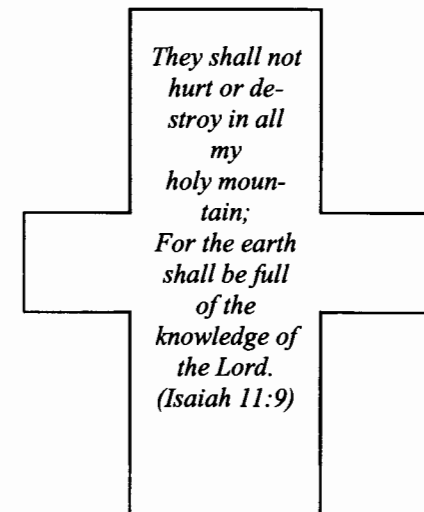 They shall not
hurt or de-
stroy in all
my
holy moun-
tain;
For the earth
shall be full
of the
knowledge of
the Lord.
(Isaiah 11:9)